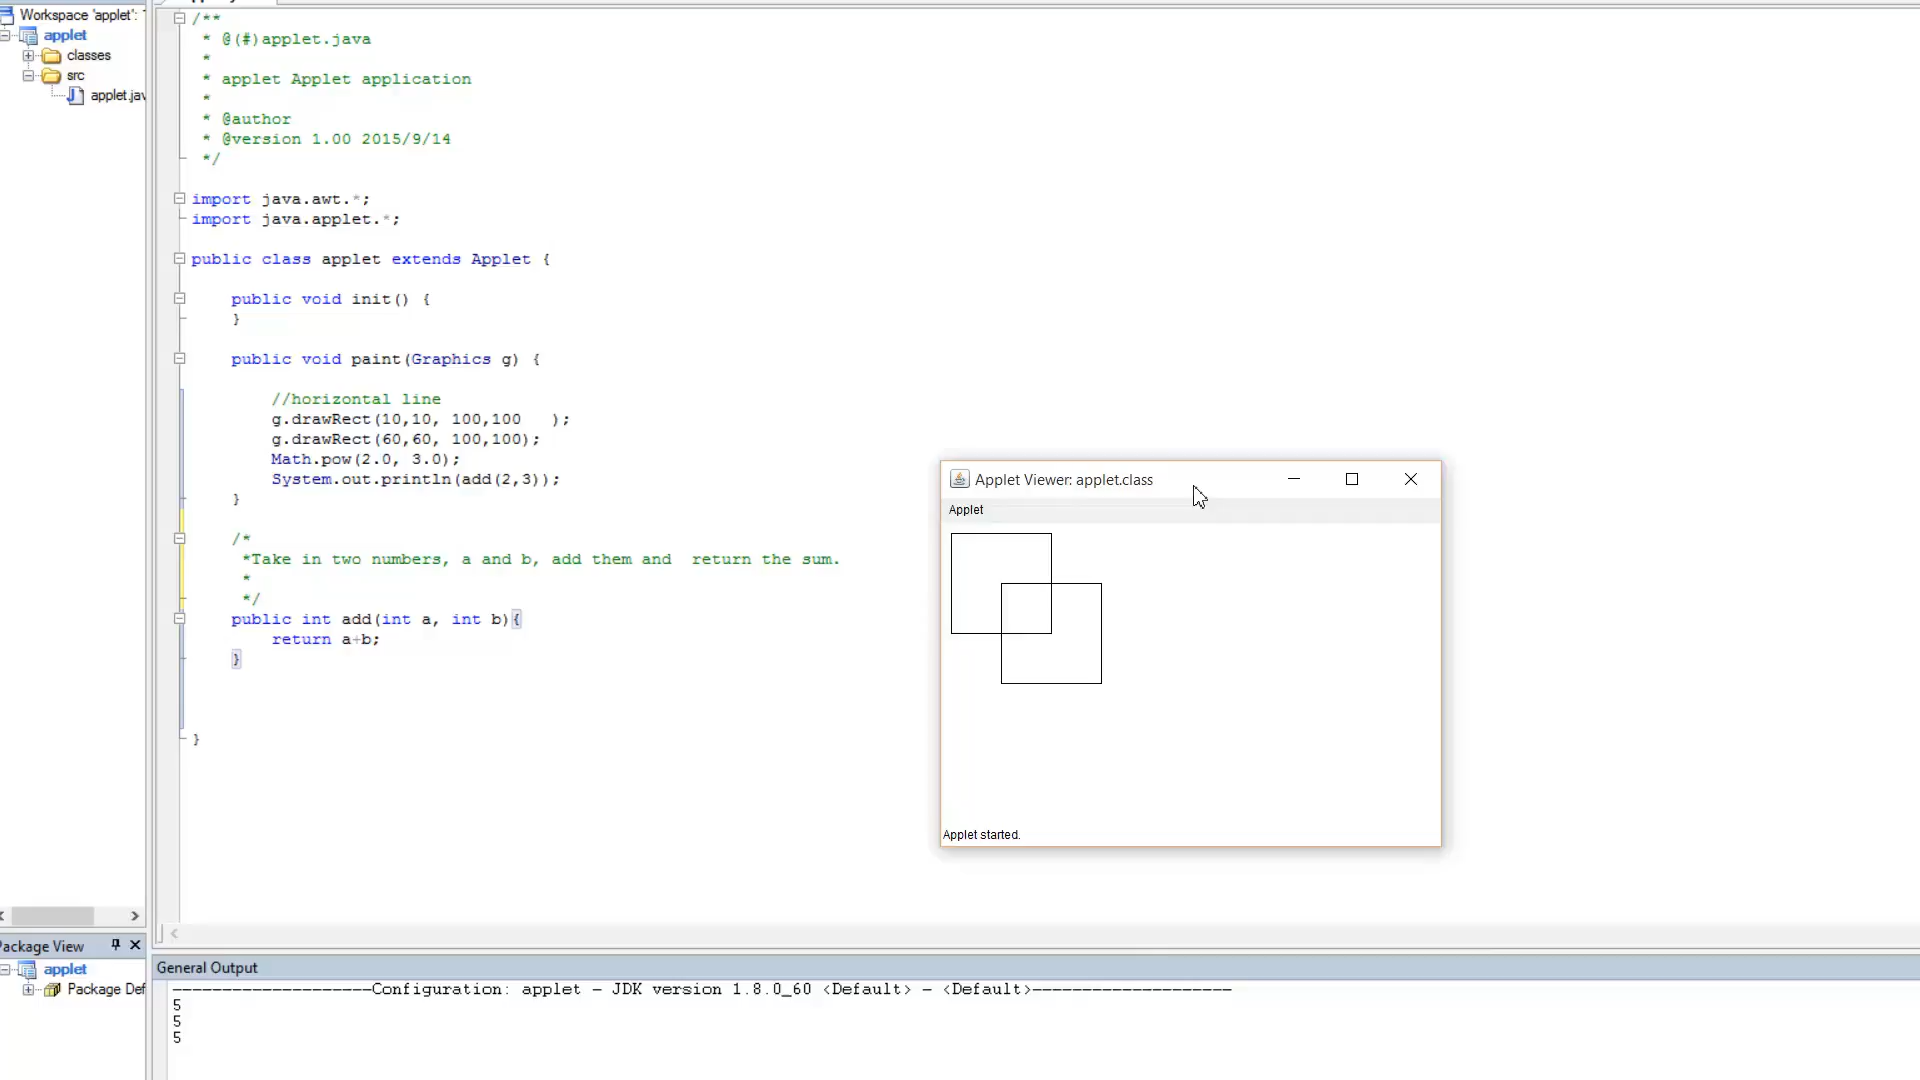 Workspace 'applet':
applet
classes
src
applet.jav
/**
* @(#)applet.java
*
* applet Applet application
*
* @author
* @version 1.00 2015/9/14
*/
import java.awt.*;
import java.applet.*;
public class applet extends Applet {
public void init() {
}
public void paint(Graphics g) {
//horizontal line
g.drawRect(10,10, 100,100   );
g.drawRect(60,60, 100,100);
Math.pow(2.0, 3.0);
System.out.println(add(2,3));
}
/*
*Take in two numbers, a and b, add them and  return the sum.
*
*/
public int add(int a, int b){
return a+b;
}
}
Applet Viewer: applet.class
Applet
Applet started.
Package View
applet
Package Def
General Output
--------------------Configuration: applet - JDK version 1.8.0_60 <Default> - <Default>--------------------
5
5
5